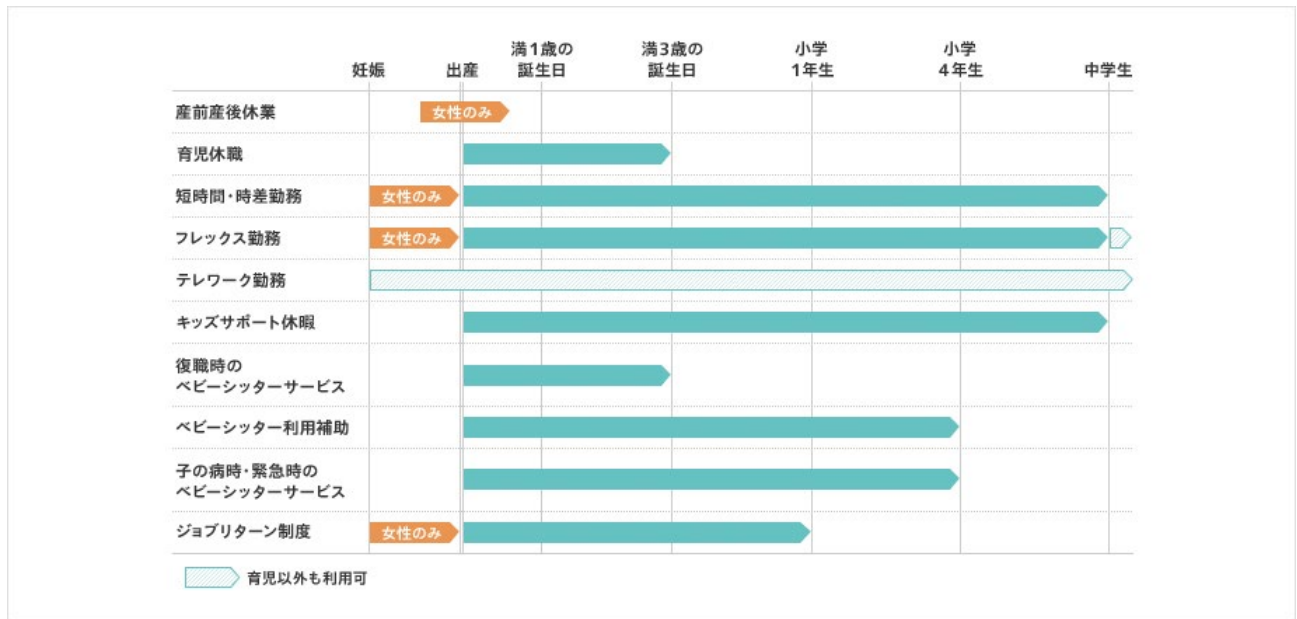 妊娠
出産
満1歳の
誕生日
満3歳の
誕生日
小学
1年生
小学
4年生
中学生
産前産後休業
女性のみ
育児休職
短時間・時差勤務
女性のみ
フレックス勤務
女性のみ
テレワーク勤務
キッズサポート休暇
復職時の
ベビーシッターサービス
ベビーシッター利用補助
子の病時・緊急時の
ベビーシッターサービス
ジョブリターン制度
女性のみ
育児以外も利用可